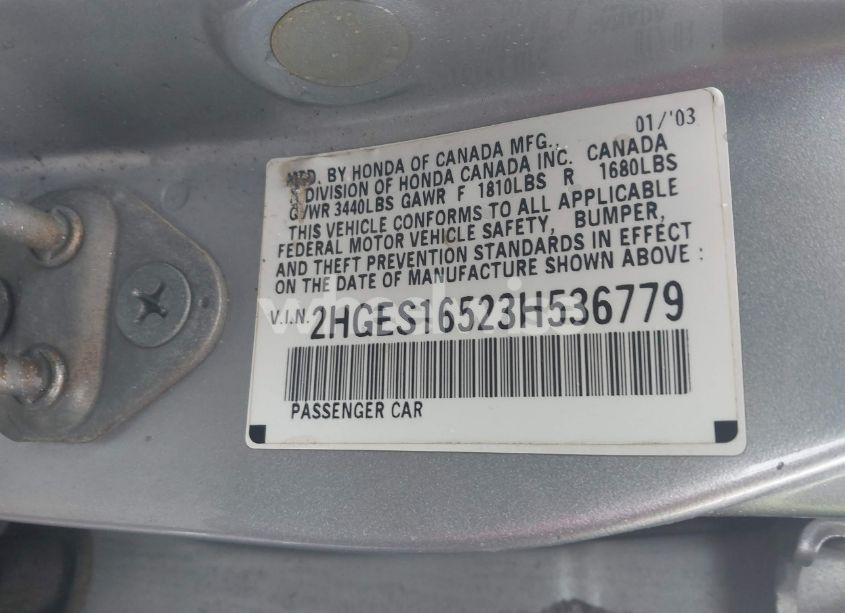 01/'03
MFD. BY HONDA OF CANADA MFG.,
A DIVISION OF HONDA CANADA INC. CANADA
GVWR 3440LBS GAWR F 1810LBS R 1680LBS
THIS VEHICLE CONFORMS TO ALL APPLICABLE
FEDERAL MOTOR VEHICLE SAFETY, BUMPER,
AND THEFT PREVENTION STANDARDS IN EFFECT
ON THE DATE OF MANUFACTURE SHOWN ABOVE :
V.I.N. 2HGES16523H536779
PASSENGER CAR